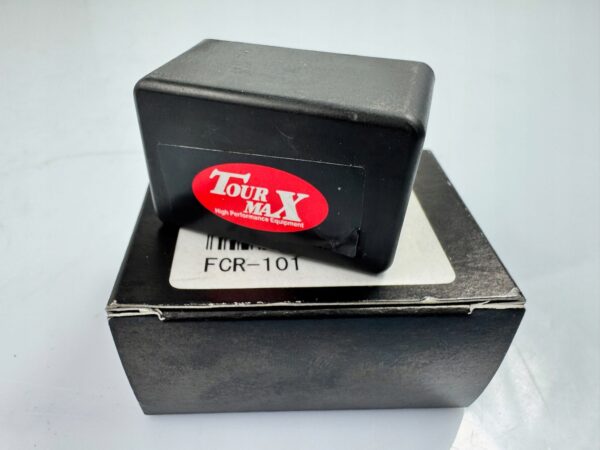 TOUR
MAX
High Performance Equipment
FCR-101